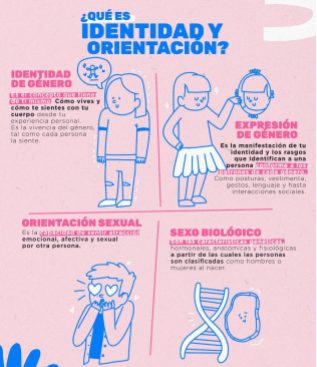 ¿QUÉ ES
IDENTIDAD Y
ORIENTACIÓN?
IDENTIDAD
DE GÉNERO
Es el concepto que tiene
de ti mismo. Cómo vives y
cómo te sientes con tu
cuerpo desde tu
experiencia personal.
Es la vivencia del género,
tal como cada persona
la siente.
EXPRESIÓN
DE GÉNERO
Es la manifestación de tu
identidad y los rasgos
que identifican a una
persona conforme a los
patrones de cada género.
Como posturas, vestimenta,
gestos, lenguaje y hasta
interacciones sociales.
ORIENTACIÓN SEXUAL
Es la capacidad de sentir atracción
emocional, afectiva y sexual
por otra persona.
SEXO BIOLÓGICO
Son las características genéticas,
hormonales, anatómicas y fisiológicas
a partir de las cuales las personas
son clasificadas como hombres o
mujeres al nacer.